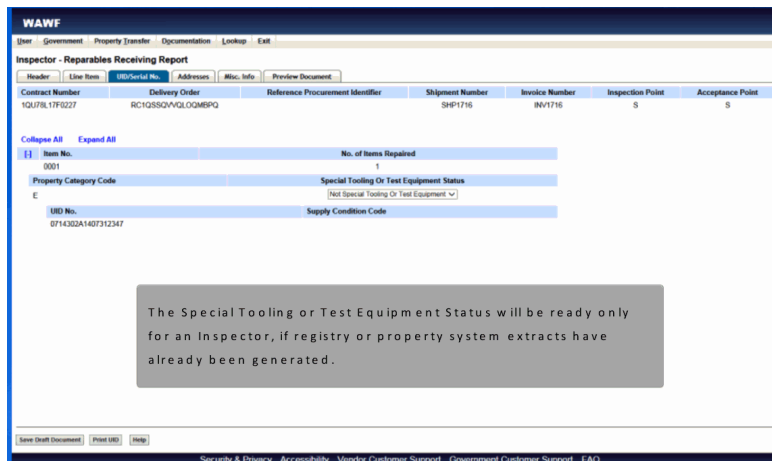 WAWF
User Government Property Transfer Documentation Lookup Exit
Inspector - Reparables Receiving Report
Header Line Item UID/Serial No. Addresses Misc. Info Preview Document
Contract Number Delivery Order Reference Procurement Identifier Shipment Number Invoice Number Inspection Point Acceptance Point
1QU78L17F0227 RC1QSSQVVQLOQMBPQ SHP1716 INV1716 S S
Collapse All Expand All
[-] Item No. No. of Items Repaired
0001 1
Property Category Code Special Tooling Or Test Equipment Status
E Not Special Tooling Or Test Equipment
UID No. Supply Condition Code
0714302A1407312347
The Special Tooling or Test Equipment Status will be ready only
for an Inspector, if registry or property system extracts have
already been generated.
Save Draft Document Print UID Help
Security & Privacy Accessibility Vendor Customer Support Government Customer Support FAQ